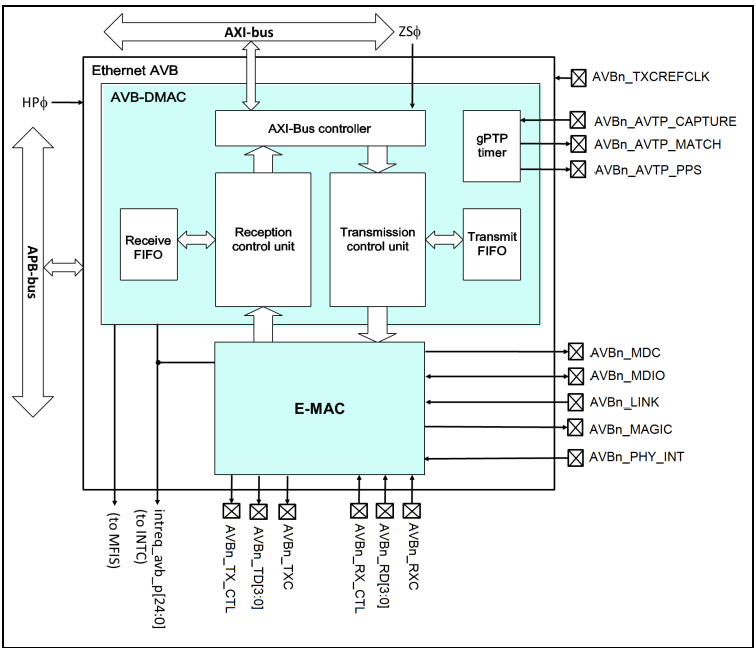 AXI-bus
ZSϕ
Ethernet AVB
AVBn_TXCREFCLK
AVB-DMAC
HPϕ
AXI-Bus controller
gPTP
timer
AVBn_AVTP_CAPTURE
AVBn_AVTP_MATCH
AVBn_AVTP_PPS
Receive
FIFO
Reception
control unit
Transmission
control unit
Transmit
FIFO
APB-bus
E-MAC
AVBn_MDC
AVBn_MDIO
AVBn_LINK
AVBn_MAGIC
AVBn_PHY_INT
(to MFIS)
intreq_avb_p[24:0]
(to INTC)
AVBn_TX_CTL
AVBn_TD[3:0]
AVBn_TXC
AVBn_RX_CTL
AVBn_RD[3:0]
AVBn_RXC